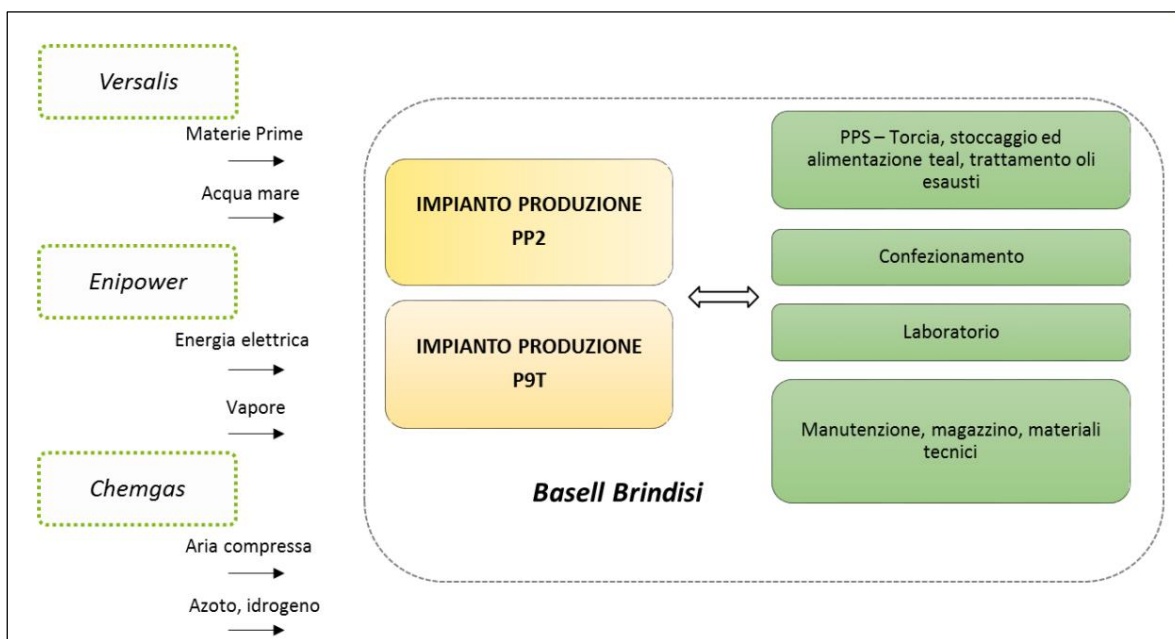 Versalis
Materie Prime
Acqua mare
Enipower
Energia elettrica
Vapore
Chemgas
Aria compressa
Azoto, idrogeno
IMPIANTO PRODUZIONE
PP2
IMPIANTO PRODUZIONE
P9T
Basell Brindisi
PPS – Torcia, stoccaggio ed
alimentazione teal, trattamento oli
esausti
Confezionamento
Laboratorio
Manutenzione, magazzino, materiali
tecnici